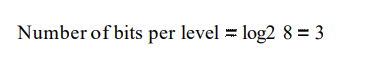 Number of bits per level = log2 8 = 3